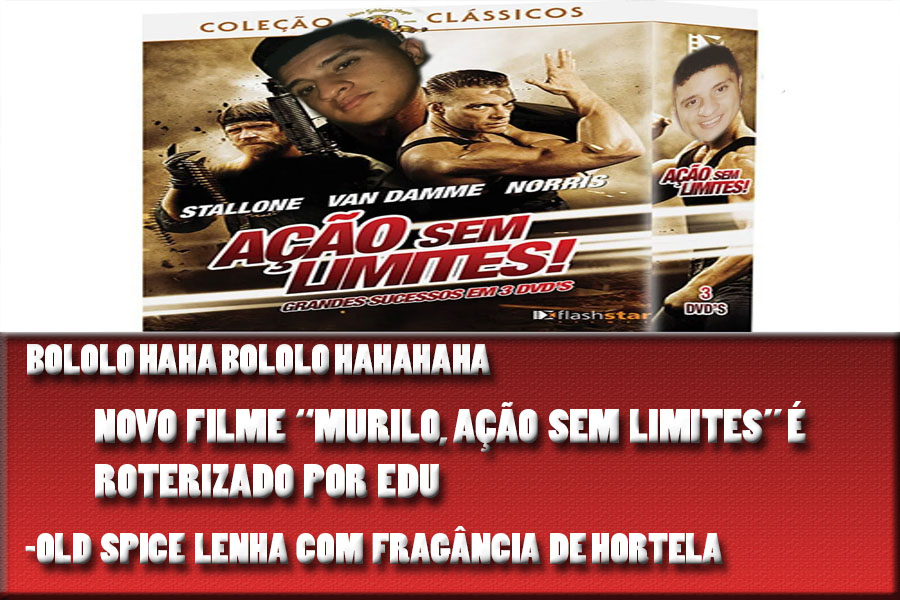 COLEÇÃO CLÁSSICOS
STALLONE VAN DAMME NORRIS
AÇÃO SEM
LIMITES!
GRANDES SUCESSOS EM 3 DVD'S
flashstar
AÇÃO SEM
LIMITES!
3
DVD'S
BOLOLO HAHA BOLOLO HAHAHAHA
NOVO FILME “MURILO, AÇÃO SEM LIMITES” É
ROTERIZADO POR EDU
-OLD SPICE LENHA COM FRAGÂNCIA DE HORTELA